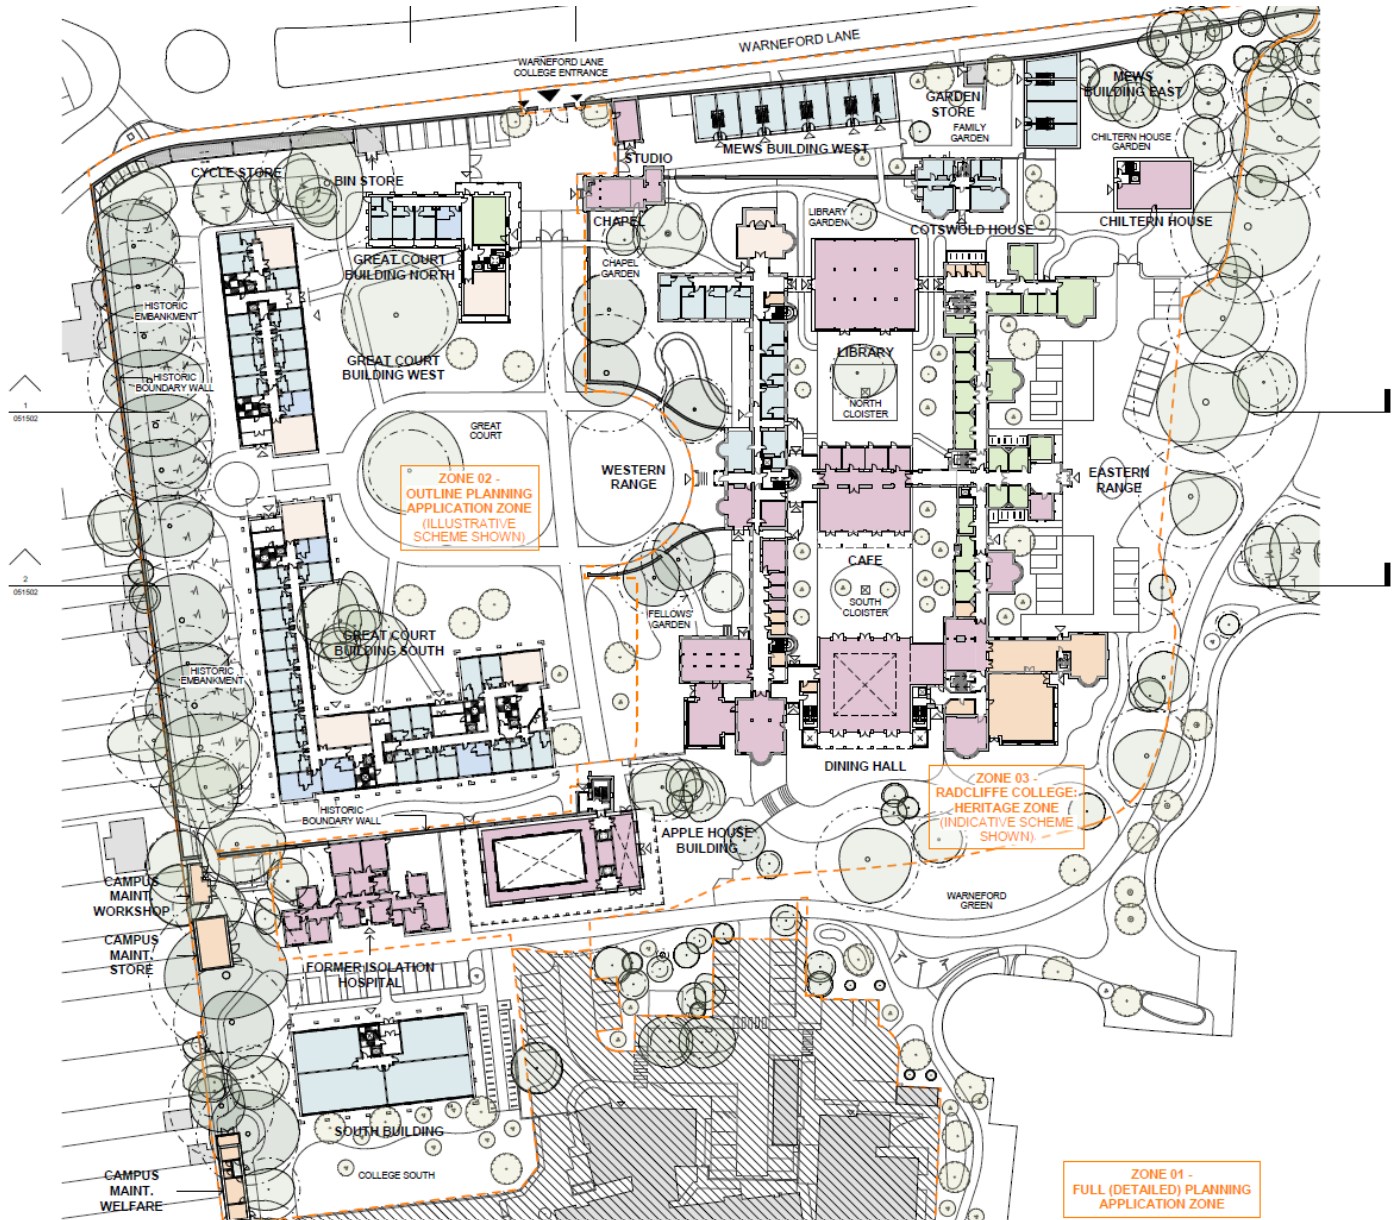 WARNEFORD LANE
WARNEFORD LANE
COLLEGE ENTRANCE
MEWS
BUILDING EAST
GARDEN
STORE
FAMILY
GARDEN
CHILTERN HOUSE
GARDEN
MEWS BUILDING WEST
STUDIO
CYCLE STORE
BIN STORE
CHAPEL
LIBRARY
GARDEN
COTSWOLD HOUSE
CHILTERN HOUSE
GREAT COURT
BUILDING NORTH
CHAPEL
GARDEN
HISTORIC
EMBANKMENT
GREAT COURT
BUILDING WEST
LIBRARY
HISTORIC
BOUNDARY WALL
NORTH
CLOISTER
1
051502
GREAT
COURT
WESTERN
RANGE
EASTERN
RANGE
ZONE 02 -
OUTLINE PLANNING
APPLICATION ZONE
(ILLUSTRATIVE
SCHEME SHOWN)
CAFE
2
051502
SOUTH
CLOISTER
FELLOWS'
GARDEN
GREAT COURT
BUILDING SOUTH
HISTORIC
EMBANKMENT
DINING HALL
ZONE 03 -
RADCLIFFE COLLEGE:
HERITAGE ZONE
(INDICATIVE SCHEME
SHOWN)
HISTORIC
BOUNDARY WALL
APPLE HOUSE
BUILDING
CAMPUS
MAINT.
WORKSHOP
WARNEFORD
GREEN
CAMPUS
MAINT.
STORE
FORMER ISOLATION
HOSPITAL
SOUTH BUILDING
COLLEGE SOUTH
CAMPUS
MAINT.
WELFARE
ZONE 01 -
FULL (DETAILED) PLANNING
APPLICATION ZONE